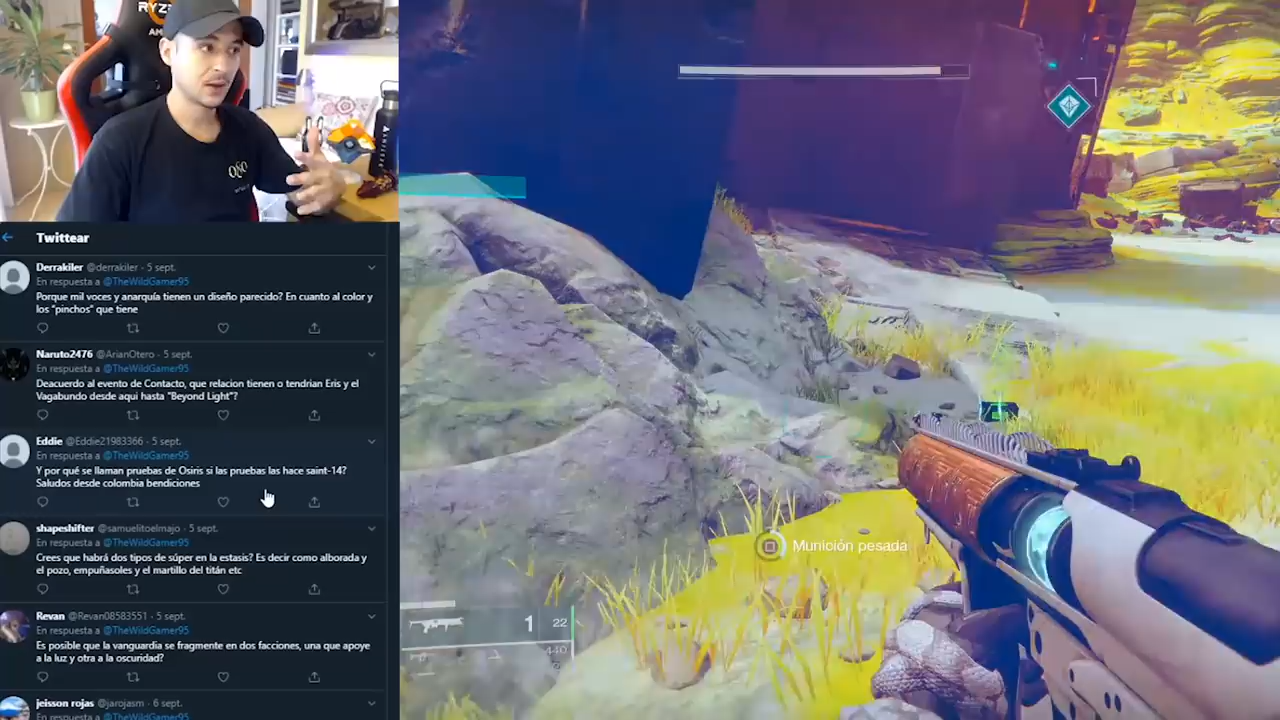 RYZ
AM
Twittear
Derrakiler @derrakiler · 5 sept.
En respuesta a @TheWildGamer95
Porque mil voces y anarquía tienen un diseño parecido? En cuanto al color y
los "pinchos" que tiene
Naruto2476 @ArianOtero · 5 sept.
En respuesta a @TheWildGamer95
Deacuerdo al evento de Contacto, que relacion tienen o tendrian Eris y el
Vagabundo desde aqui hasta "Beyond Light"?
Eddie @Eddie21983366 · 5 sept.
En respuesta a @TheWildGamer95
Y por qué se llaman pruebas de Osiris si las pruebas las hace saint-14?
Saludos desde colombia bendiciones
shapeshifter @samuelitoelmajo · 5 sept.
En respuesta a @TheWildGamer95
Crees que habrá dos tipos de súper en la estasis? Es decir como alborada y
el pozo, empuñasoles y el martillo del titán etc
Revan @Revan08583551 · 5 sept.
En respuesta a @TheWildGamer95
Es posible que la vanguardia se fragmente en dos facciones, una que apoye
a la luz y otra a la oscuridad?
jeisson rojas @jarojasm · 6 sept.
En respuesta a @TheWildGamer95
Munición pesada
1 22
440